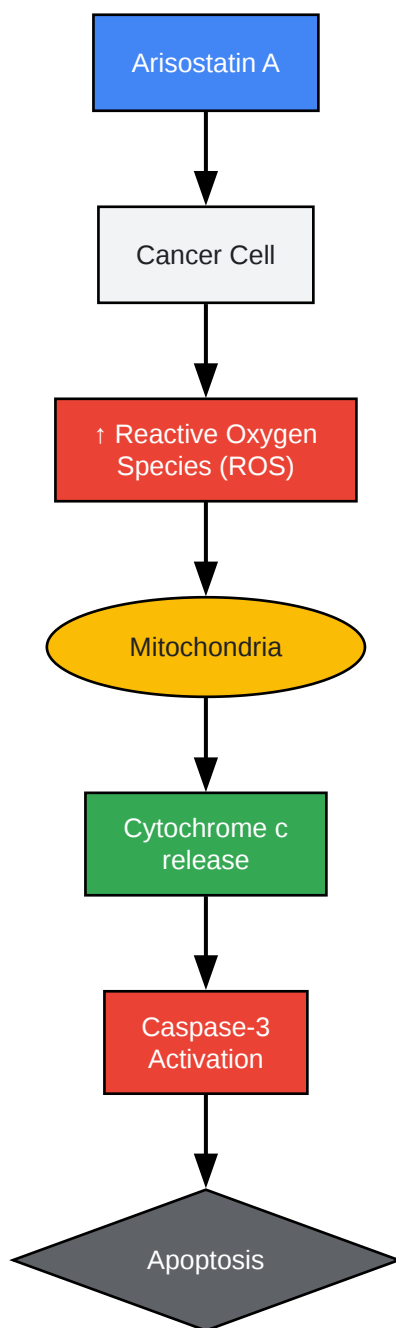 Arisostatin A
Cancer Cell
↑ Reactive Oxygen
Species (ROS)
Mitochondria
Cytochrome c
release
Caspase-3
Activation
Apoptosis